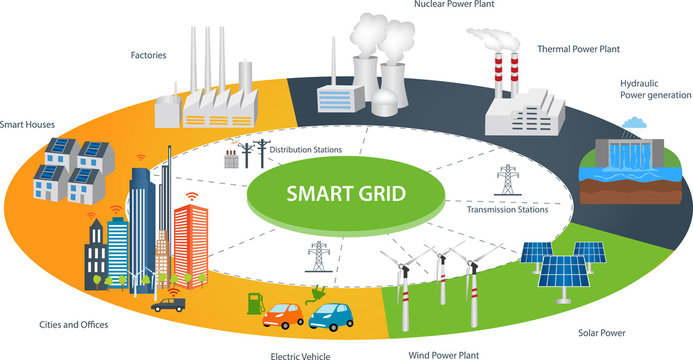 Nuclear Power Plant
Factories
Thermal Power Plant
Hydraulic
Power generation
Smart Houses
Distribution Stations
SMART GRID
Transmission Stations
Cities and Offices
Solar Power
Electric Vehicle
Wind Power Plant